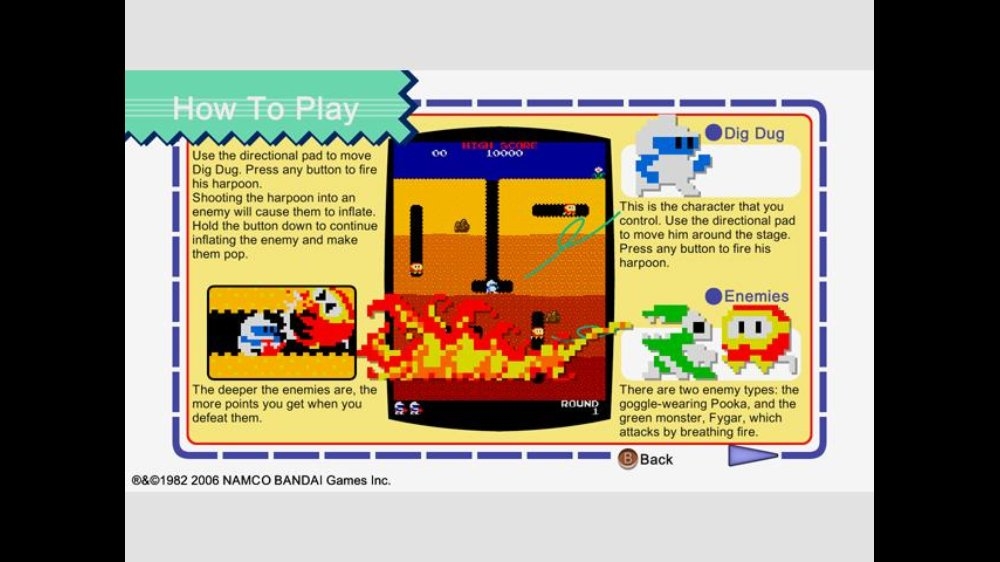 How To Play
Use the directional pad to move
Dig Dug. Press any button to fire
his harpoon.
Shooting the harpoon into an
enemy will cause them to inflate.
Hold the button down to continue
inflating the enemy and make
them pop.
The deeper the enemies are, the
more points you get when you
defeat them.
HIGH SCORE
00 10000
ROUND
1
Dig Dug
This is the character that you
control. Use the directional pad
to move him around the stage.
Press any button to fire his
harpoon.
Enemies
There are two enemy types: the
goggle-wearing Pooka, and the
green monster, Fygar, which
attacks by breathing fire.
B Back
®&©1982 2006 NAMCO BANDAI Games Inc.